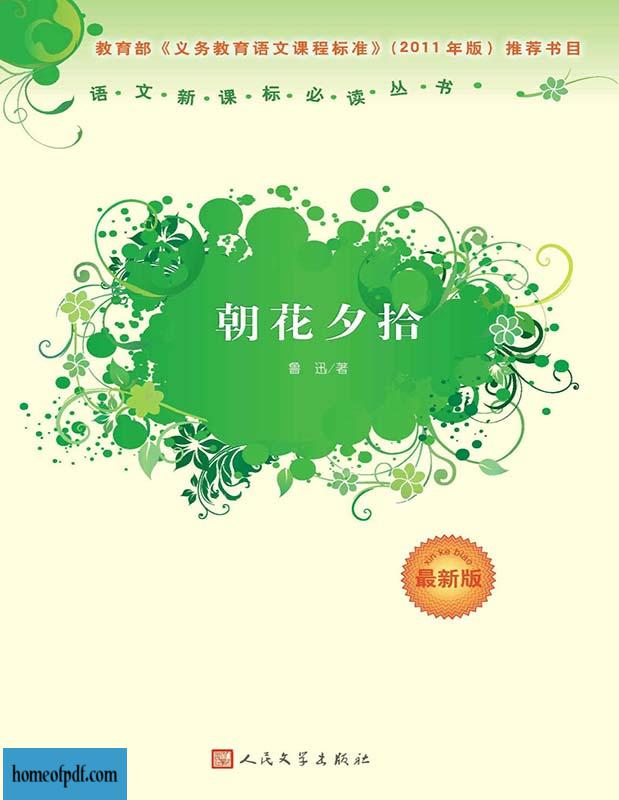 教育部《义务教育语文课程标准》(2011年版)推荐书目
语·文·新·课·标·必·读·丛·书·
朝花夕拾
鲁 迅/著
xin ke biao
最新版
人民文学出版社
homeofpdf.com